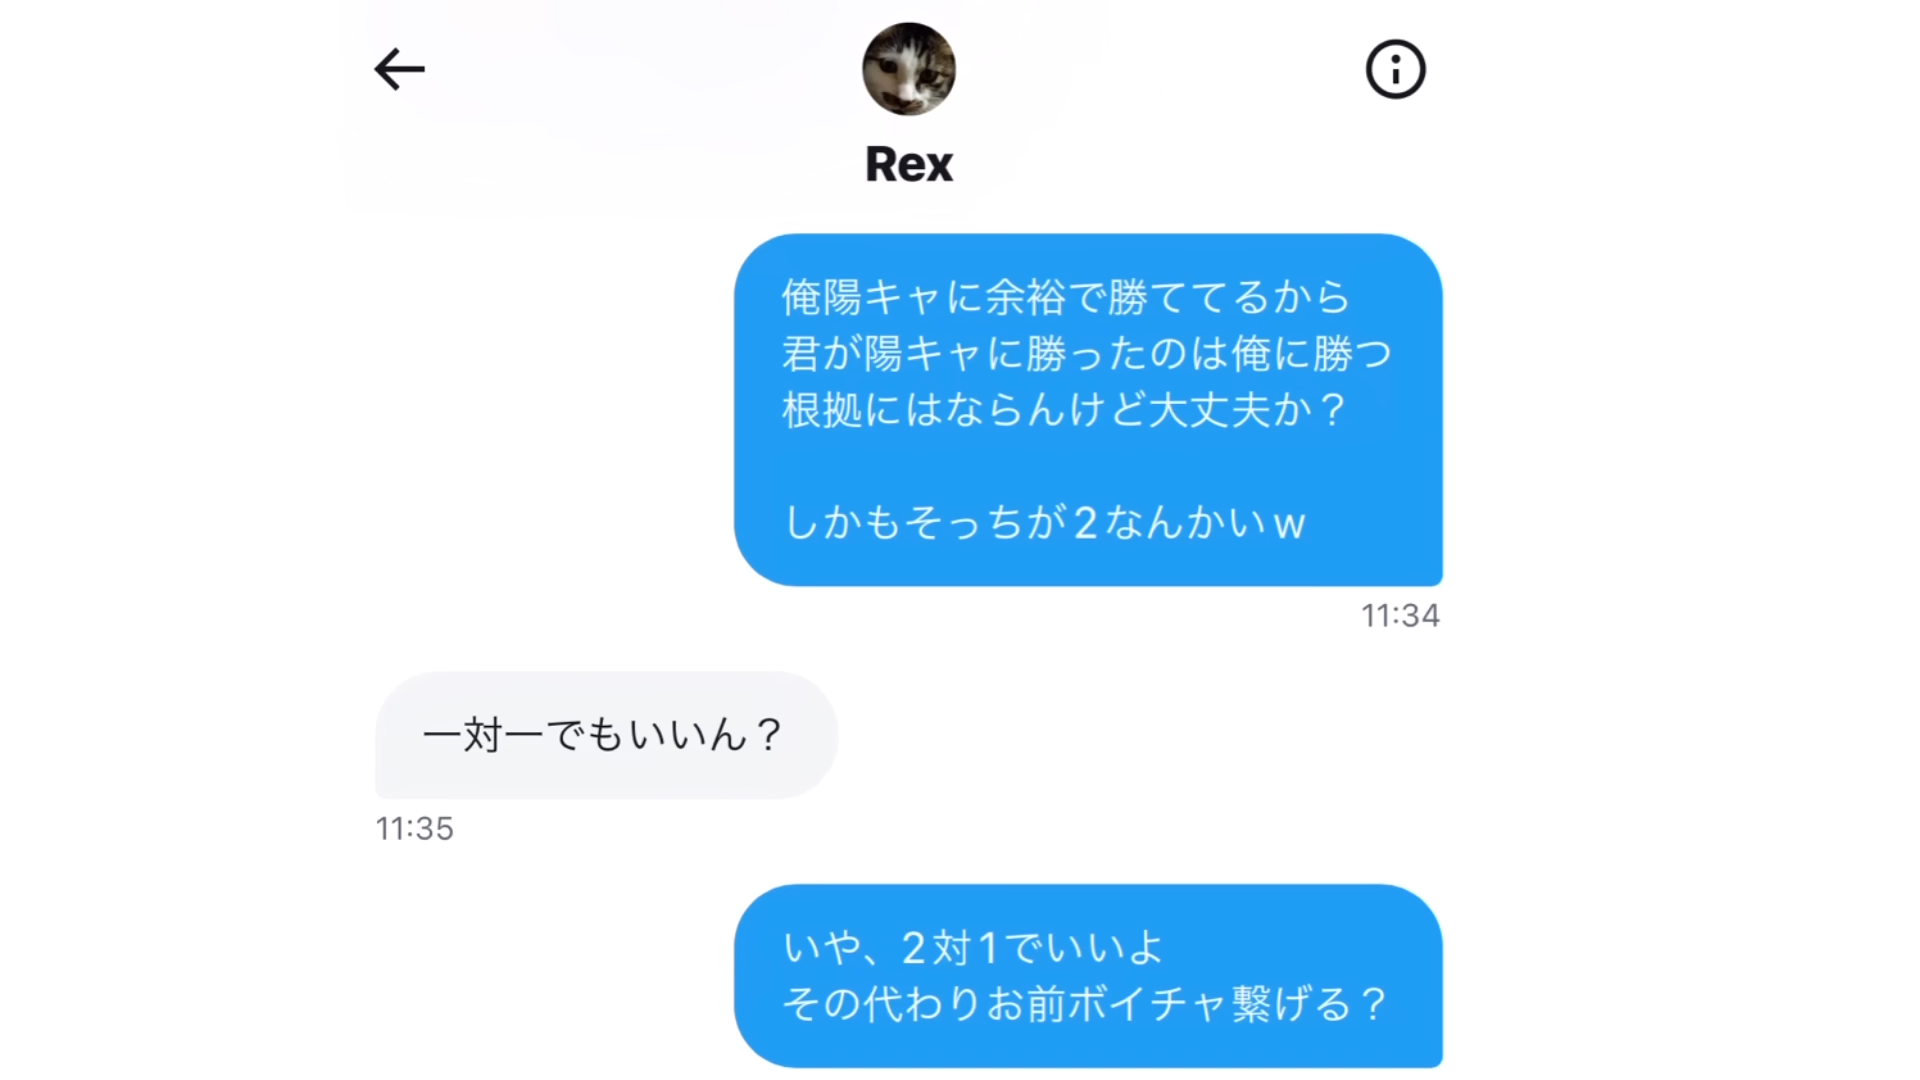 Rex
俺陽キャに余裕で勝ててるから
君が陽キャに勝ったのは俺に勝つ
根拠にはならんけど大丈夫か？
しかもそっちが2なんかいw
11:34
一対一でもいいん？
11:35
いや、2対1でいいよ
その代わりお前ボイチャ繋げる？